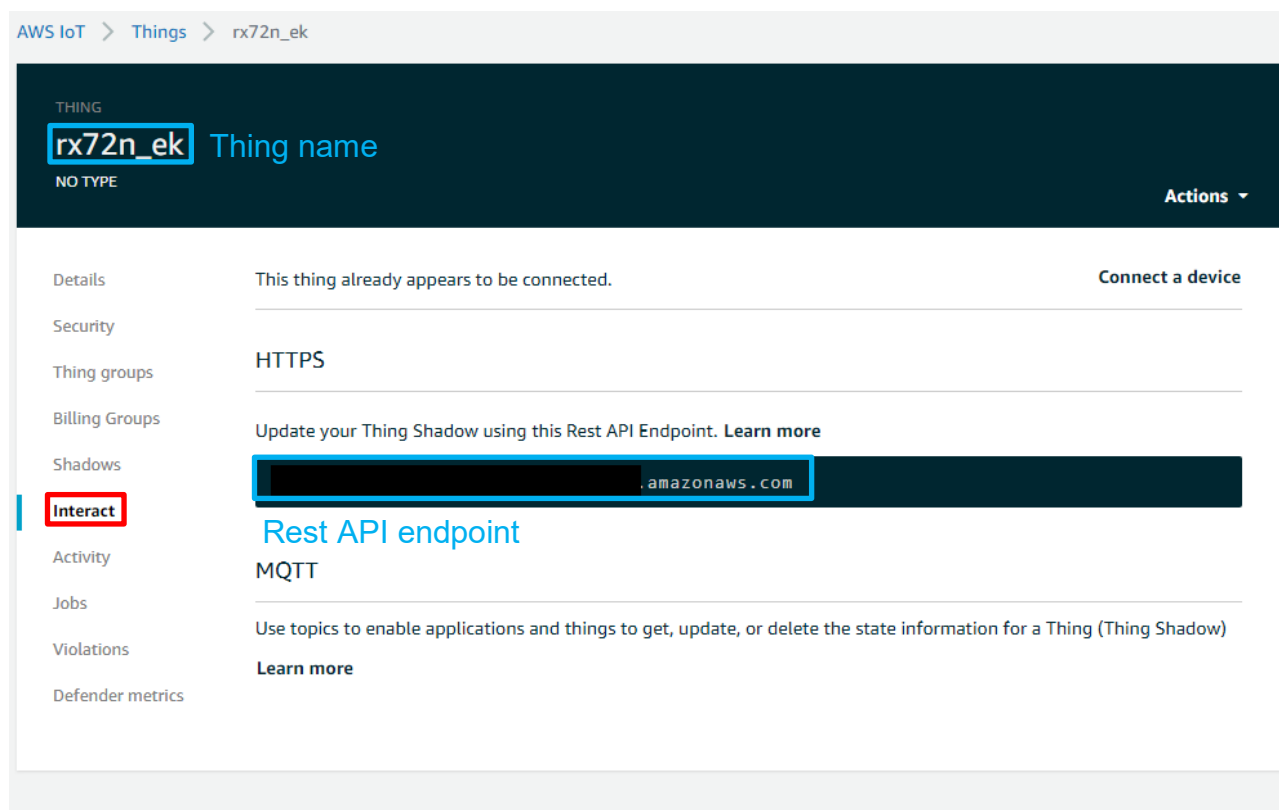 AWS IoT > Things > rx72n_ek
THING
rx72n_ek Thing name
NO TYPE
Actions
Details
Security
Thing groups
Billing Groups
Shadows
Interact
Activity
Jobs
Violations
Defender metrics
This thing already appears to be connected. Connect a device
HTTPS
Update your Thing Shadow using this Rest API Endpoint. Learn more
.amazonaws.com
Rest API endpoint
MQTT
Use topics to enable applications and things to get, update, or delete the state information for a Thing (Thing Shadow)
Learn more